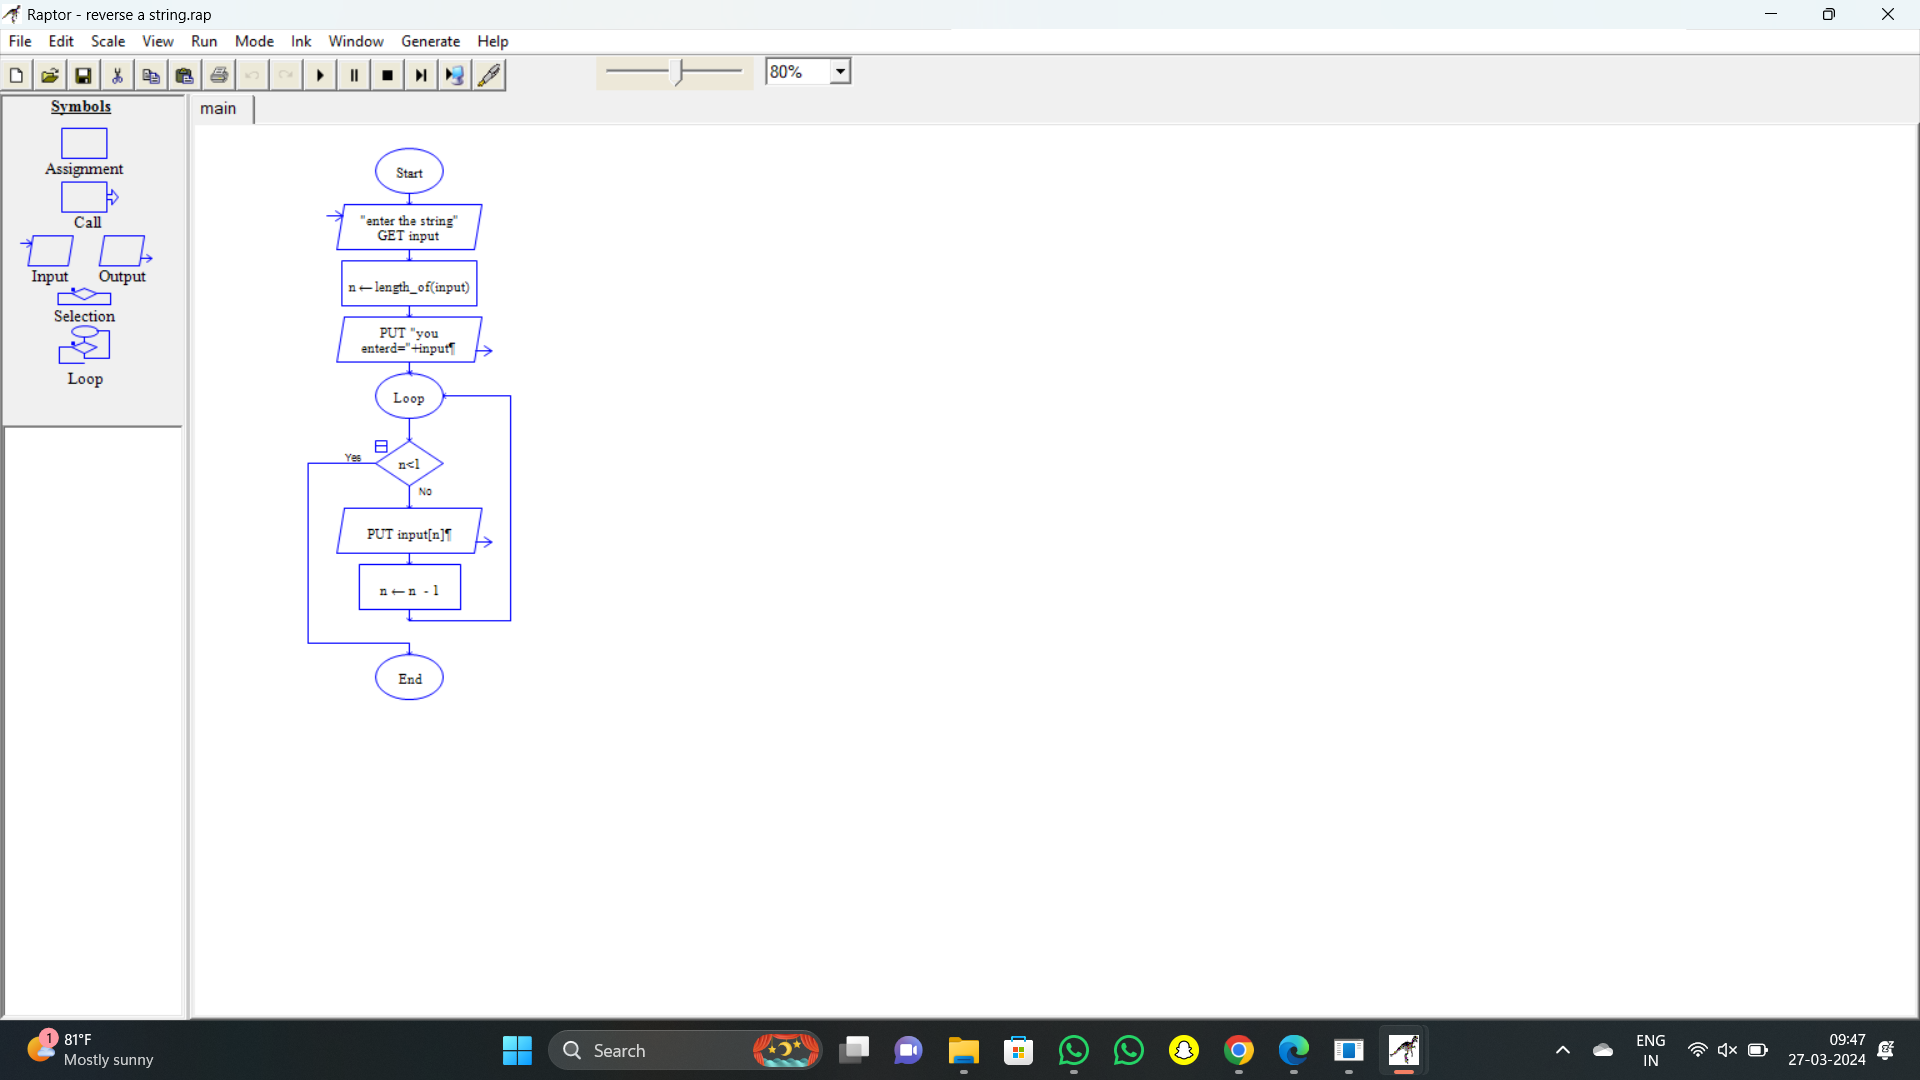 Raptor - reverse a string.rap
File Edit Scale View Run Mode Ink Window Generate Help
80%
Symbols
Assignment
Call
Input Output
Selection
Loop
main
Start
"enter the string"
GET input
n ← length_of(input)
PUT "you
enterd="+input¶
Loop
Yes
n<1
No
PUT input[n]¶
n ← n - 1
End
1
81°F
Mostly sunny
Search
ENG
IN
09:47
27-03-2024